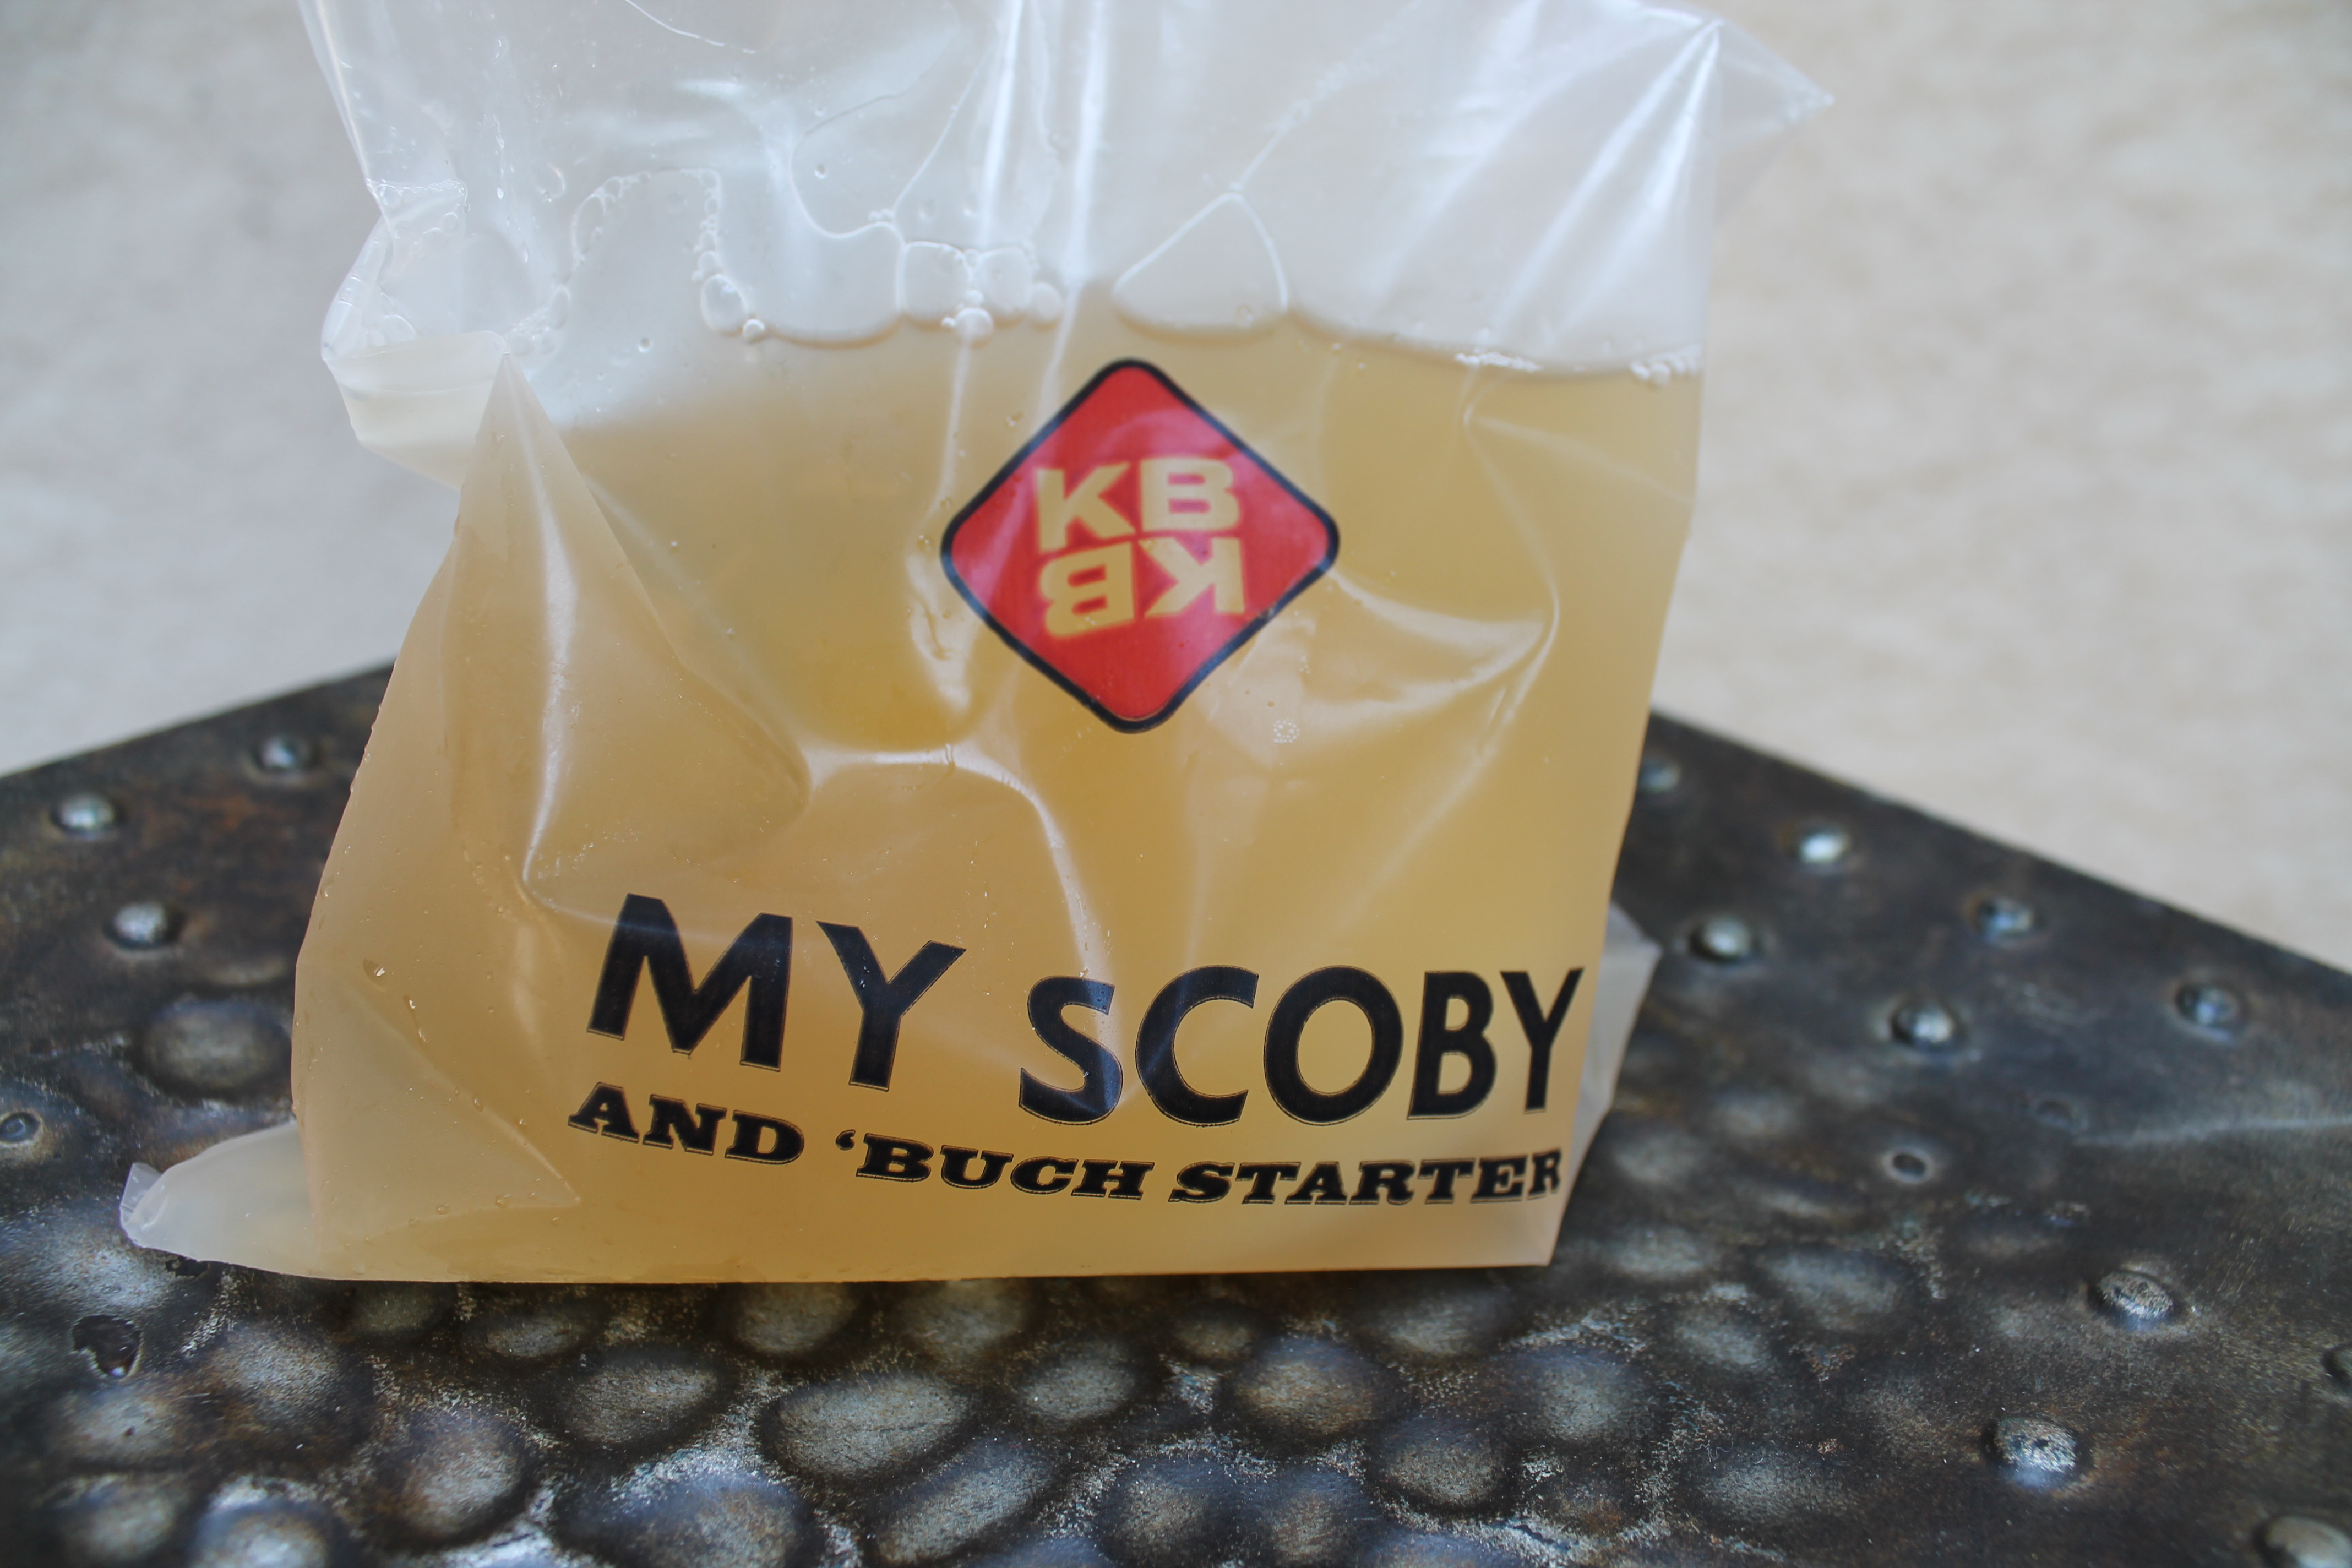 KB
KB
MY SCOBY
AND ‘BUCH STARTER